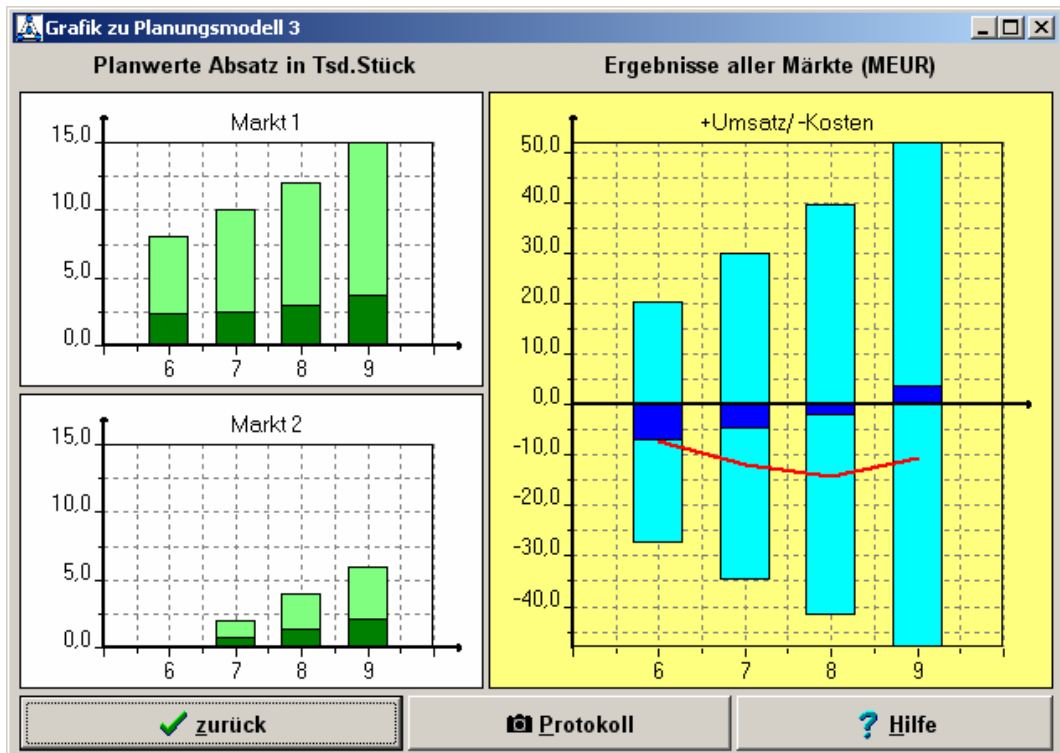 Grafik zu Planungsmodell 3
Planwerte Absatz in Tsd.Stück
Ergebnisse aller Märkte (MEUR)
Markt 1
15,0
10,0
5,0
0,0
6 7 8 9
Markt 2
15,0
10,0
5,0
0,0
6 7 8 9
+Umsatz/ -Kosten
50,0
40,0
30,0
20,0
10,0
0,0
-10,0
-20,0
-30,0
-40,0
6 7 8 9
zurück
Protokoll
Hilfe